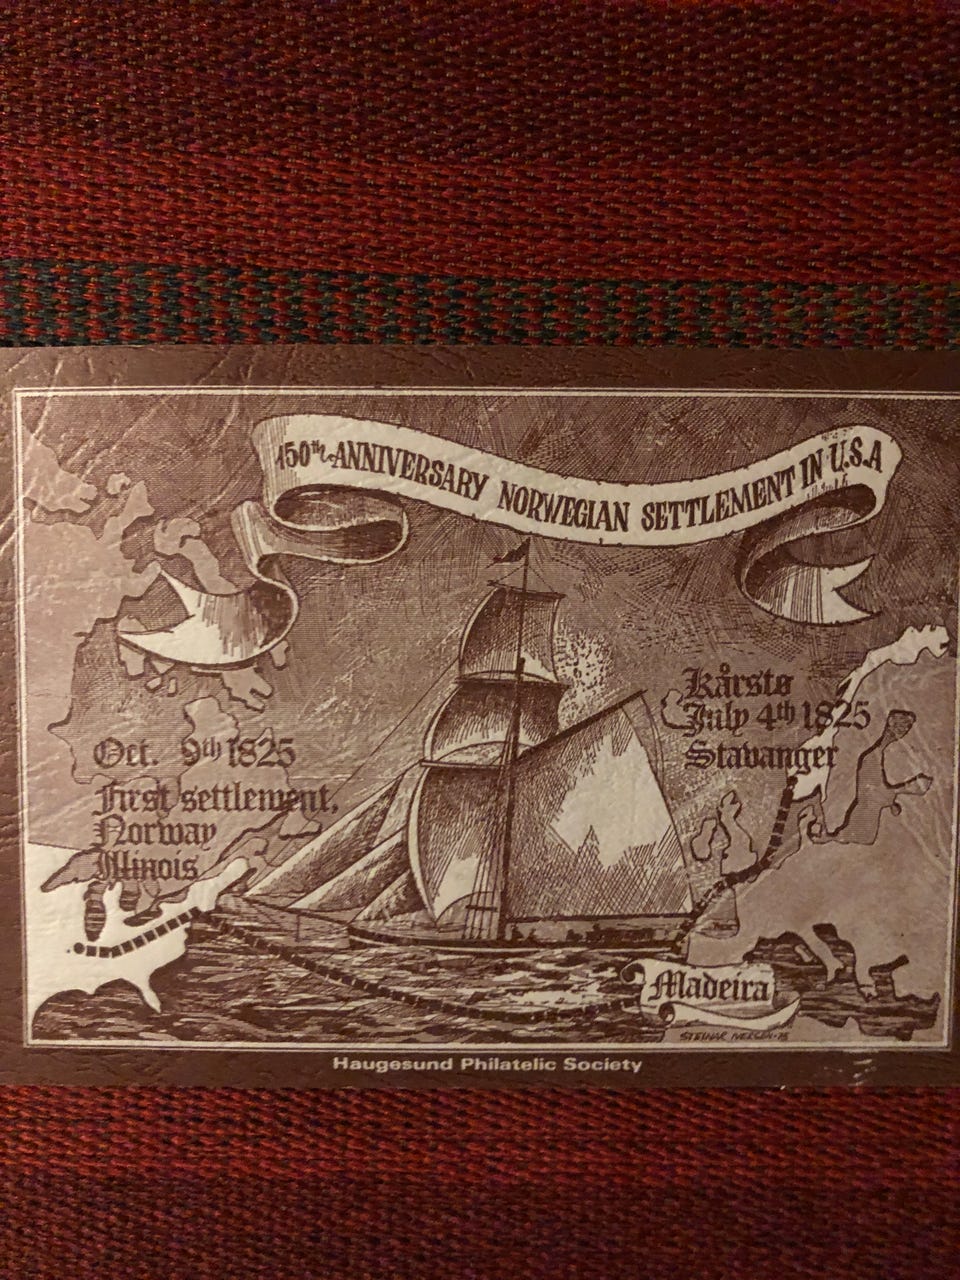 150th ANNIVERSARY NORWEGIAN SETTLEMENT IN U.S.A
Kårstø
July 4th 1825
Stavanger
Oct. 9th 1825
First settlement,
Norway
Illinois
Madeira
STEINAR
Haugesund Philatelic Society